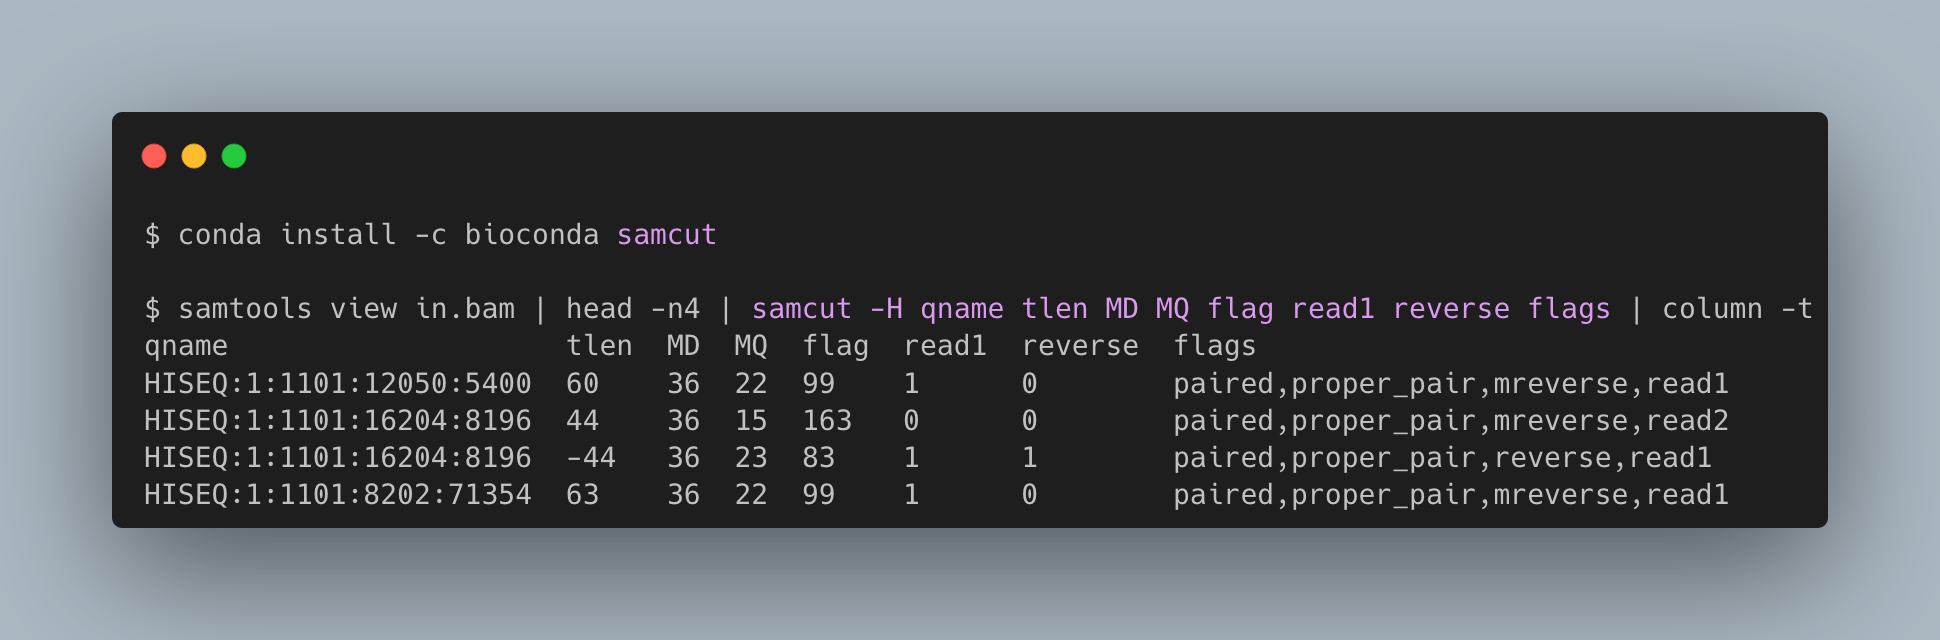 $ conda install -c bioconda samcut
$ samtools view in.bam | head -n4 | samcut -H qname tlen MD MQ flag read1 reverse flags | column -t
qname                    tlen  MD  MQ  flag  read1  reverse  flags
HISEQ:1:1101:12050:5400  60    36  22  99    1      0        paired,proper_pair,mreverse,read1
HISEQ:1:1101:16204:8196  44    36  15  163   0      0        paired,proper_pair,mreverse,read2
HISEQ:1:1101:16204:8196  -44   36  23  83    1      1        paired,proper_pair,reverse,read1
HISEQ:1:1101:8202:71354  63    36  22  99    1      0        paired,proper_pair,mreverse,read1